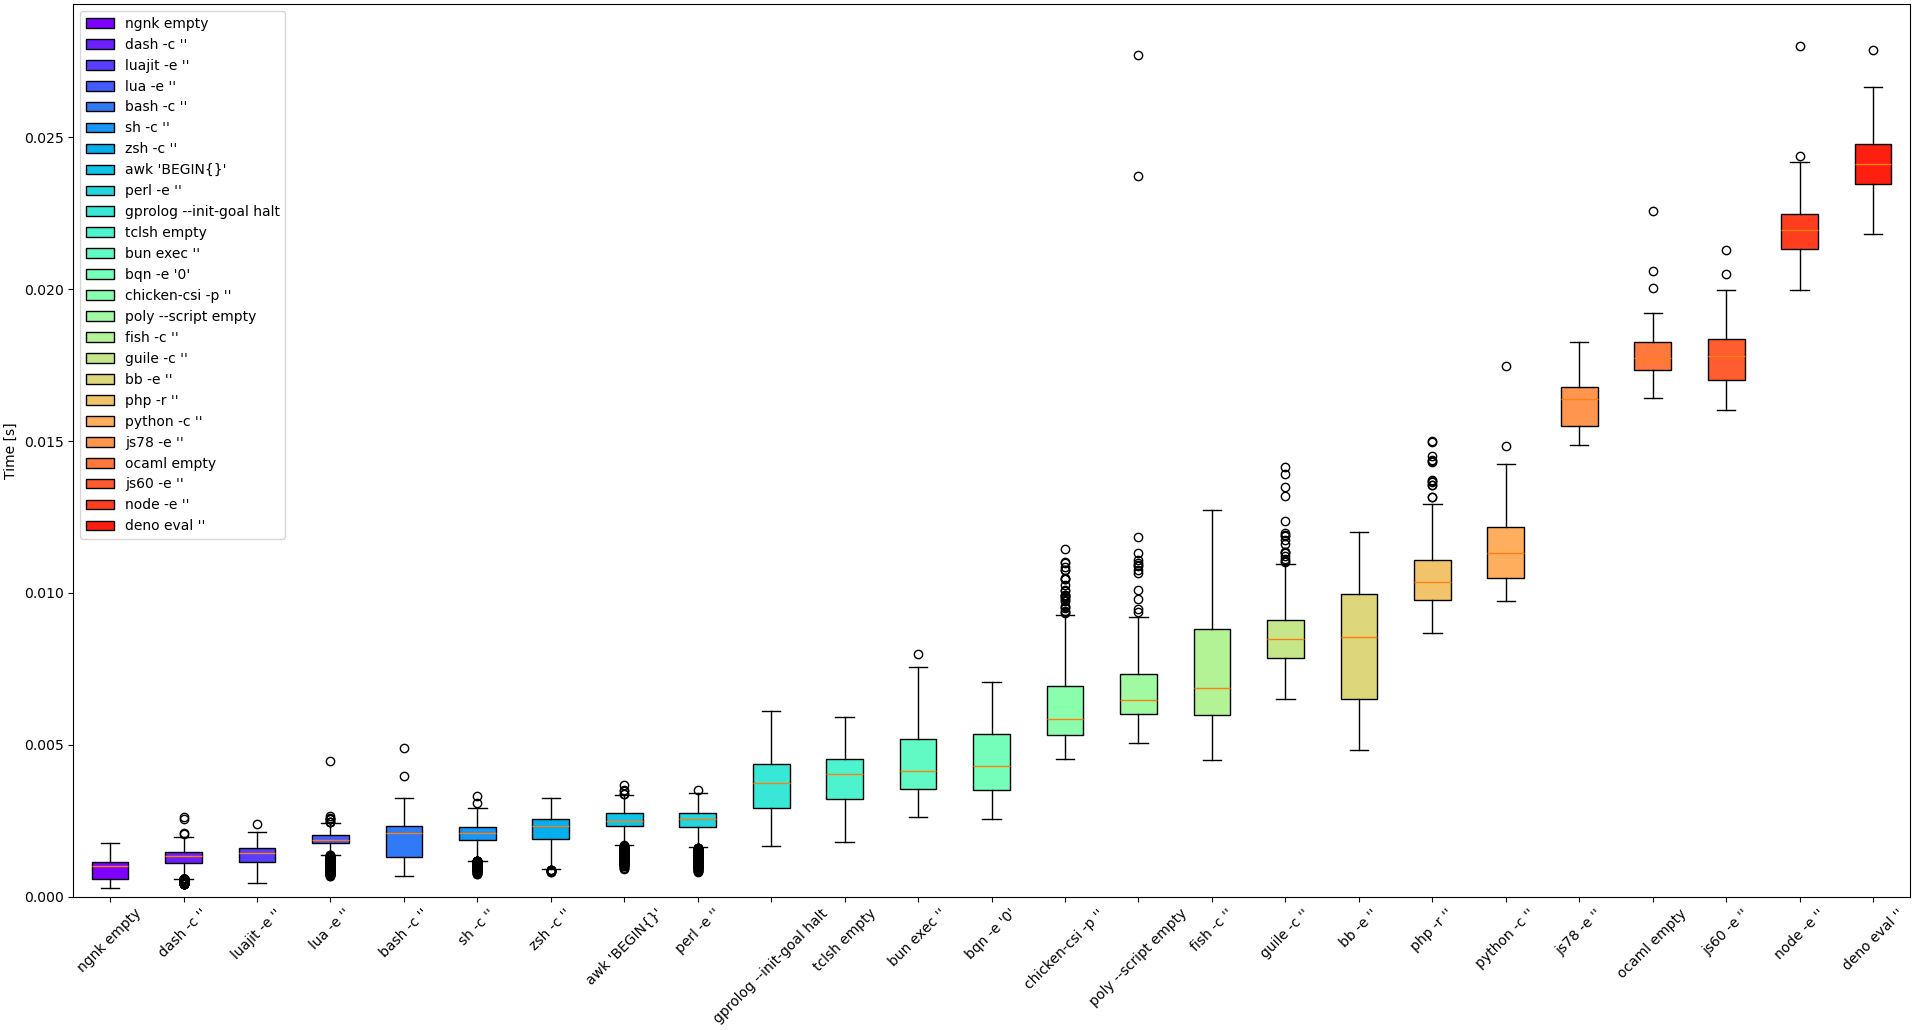 ngnk empty
dash -c ''
luajit -e ''
lua -e ''
bash -c ''
sh -c ''
zsh -c ''
awk 'BEGIN{}'
perl -e ''
gprolog --init-goal halt
tclsh empty
bun exec ''
bqn -e '0'
chicken-csi -p ''
poly --script empty
fish -c ''
guile -c ''
bb -e ''
php -r ''
python -c ''
js78 -e ''
ocaml empty
js60 -e ''
node -e ''
deno eval ''
0.025
0.020
0.015
0.010
0.005
0.000
Time [s]
ngnk empty
dash -c ''
luajit -e ''
lua -e ''
bash -c ''
sh -c ''
zsh -c ''
awk 'BEGIN{}'
perl -e ''
gprolog --init-goal halt
tclsh empty
bun exec ''
bqn -e '0'
chicken-csi -p ''
poly --script empty
fish -c ''
guile -c ''
bb -e ''
php -r ''
python -c ''
js78 -e ''
ocaml empty
js60 -e ''
node -e ''
deno eval ''